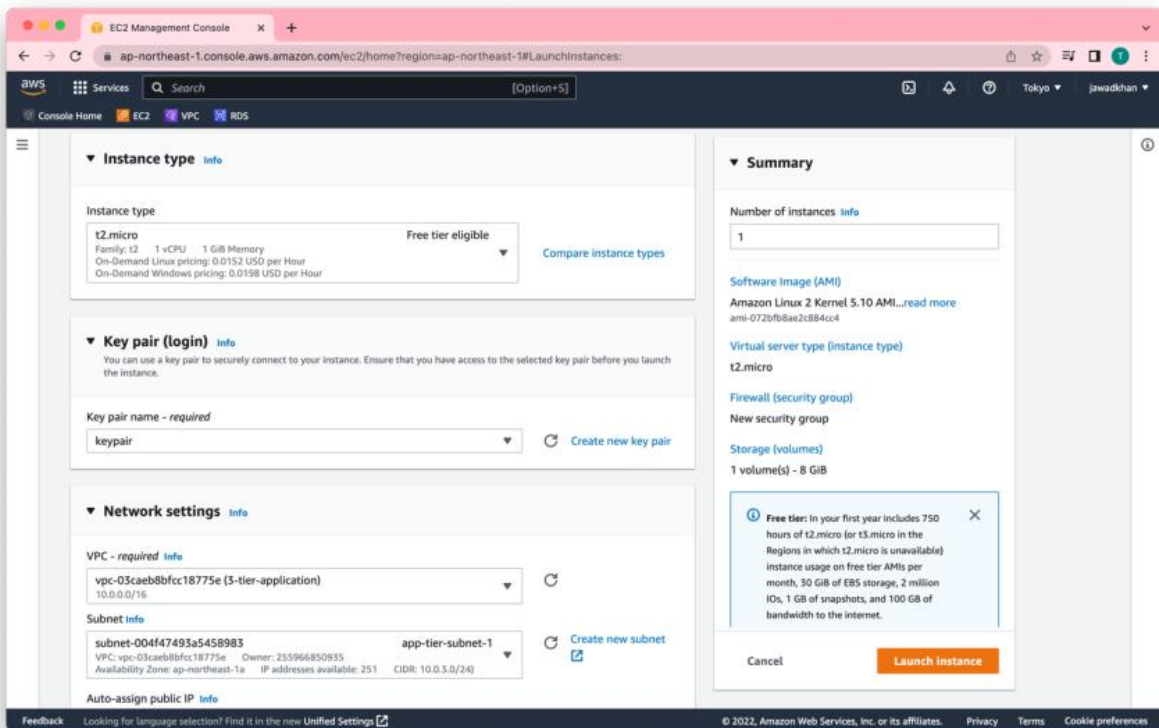 EC2 Management Console
ap-northeast-1.console.aws.amazon.com/ec2/home?region=ap-northeast-1#LaunchInstances:
T
aws
Services
Search
[Option+S]
Tokyo
jawadkhan
Console Home
EC2
VPC
RDS
Instance type Info
Instance type
t2.micro Free tier eligible
Family: t2 1 vCPU 1 GiB Memory
On-Demand Linux pricing: 0.0152 USD per Hour
On-Demand Windows pricing: 0.0198 USD per Hour
Compare instance types
Key pair (login) Info
You can use a key pair to securely connect to your instance. Ensure that you have access to the selected key pair before you launch
the instance.
Key pair name - required
keypair
Create new key pair
Network settings Info
VPC - required Info
vpc-03caeb8bfcc18775e (3-tier-application)
10.0.0.0/16
Subnet Info
subnet-004f47493a5458983 app-tier-subnet-1
VPC: vpc-03caeb8bfcc18775e Owner: 255966850935
Availability Zone: ap-northeast-1a IP addresses available: 251 CIDR: 10.0.3.0/24)
Create new subnet
Auto-assign public IP Info
Summary
Number of instances Info
1
Software Image (AMI)
Amazon Linux 2 Kernel 5.10 AMI...read more
ami-072bfb8ae2c884cc4
Virtual server type (instance type)
t2.micro
Firewall (security group)
New security group
Storage (volumes)
1 volume(s) - 8 GiB
Free tier: In your first year includes 750
hours of t2.micro (or t3.micro in the
Regions in which t2.micro is unavailable)
instance usage on free tier AMIs per
month, 30 GiB of EBS storage, 2 million
IOs, 1 GB of snapshots, and 100 GB of
bandwidth to the internet.
Cancel
Launch instance
Feedback
Looking for language selection? Find it in the new Unified Settings
© 2022, Amazon Web Services, Inc. or its affiliates.
Privacy
Terms
Cookie preferences